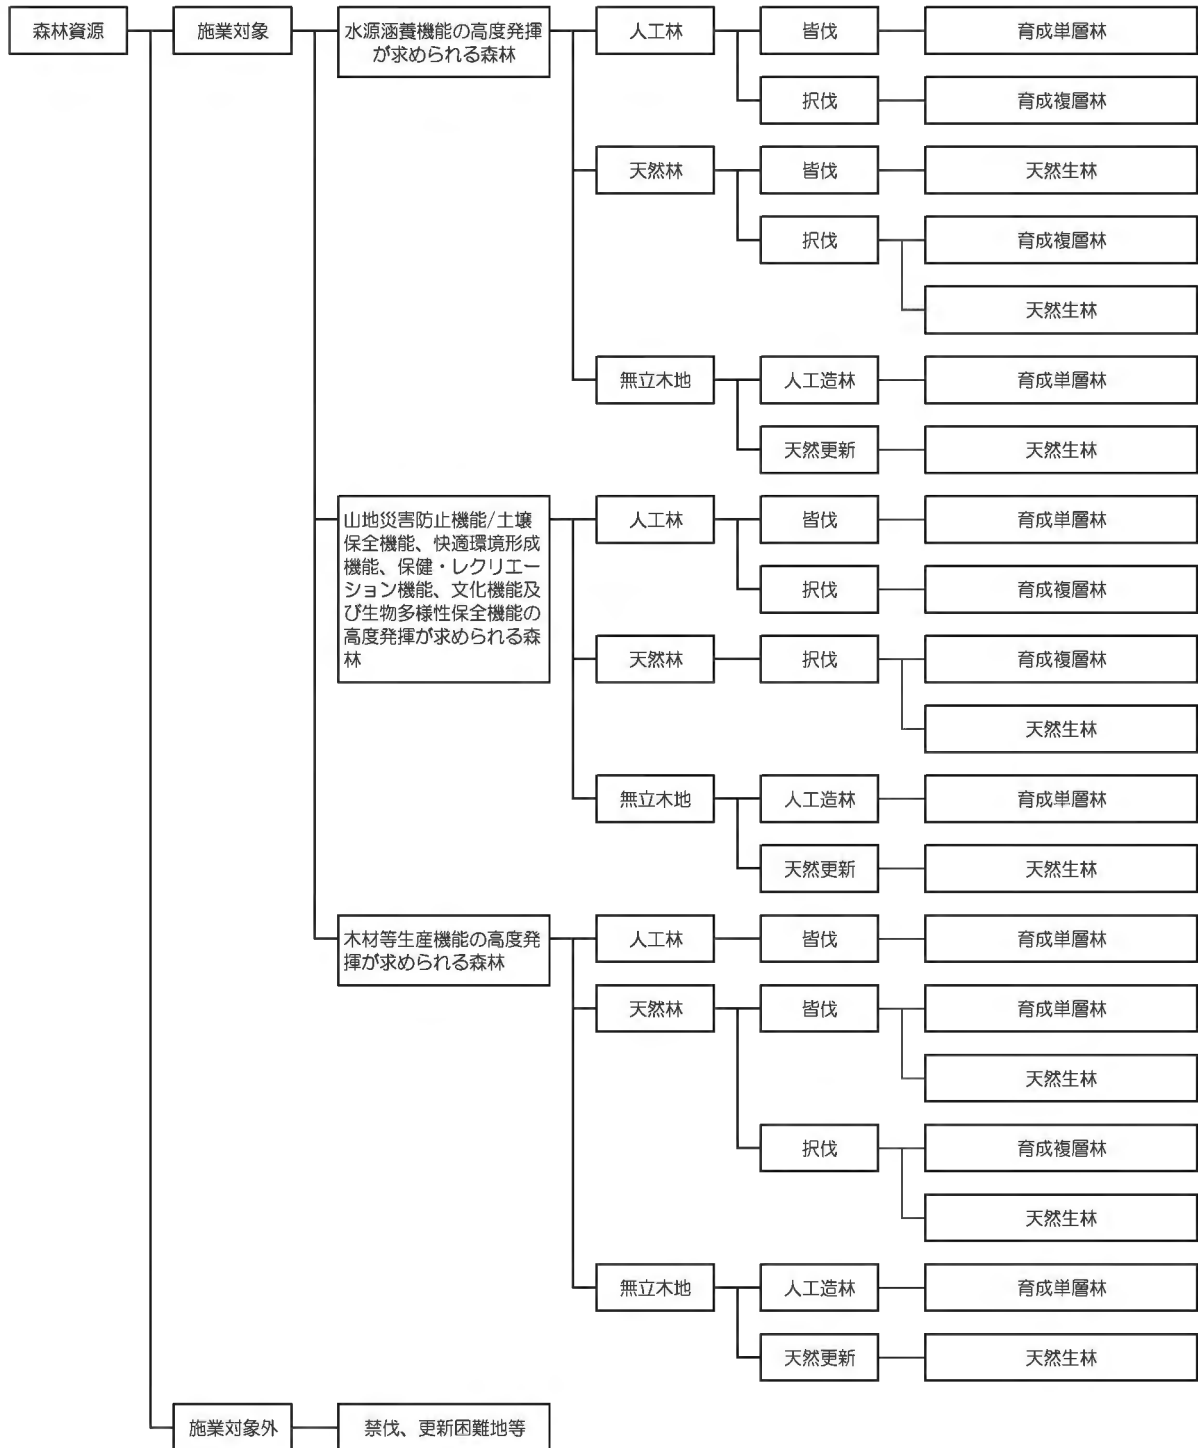 森林資源
施業対象
水源涵養機能の高度発揮
が求められる森林
人工林
皆伐
育成単層林
択伐
育成複層林
天然林
皆伐
天然生林
択伐
育成複層林
天然生林
無立木地
人工造林
育成単層林
天然更新
天然生林
山地災害防止機能/土壌
保全機能、快適環境形成
機能、保健・レクリエー
ション機能、文化機能及
び生物多様性保全機能の
高度発揮が求められる森
林
人工林
皆伐
育成単層林
択伐
育成複層林
天然林
択伐
育成複層林
天然生林
無立木地
人工造林
育成単層林
天然更新
天然生林
木材等生産機能の高度発
揮が求められる森林
人工林
皆伐
育成単層林
天然林
皆伐
育成単層林
天然生林
択伐
育成複層林
天然生林
無立木地
人工造林
育成単層林
天然更新
天然生林
施業対象外
禁伐、更新困難地等